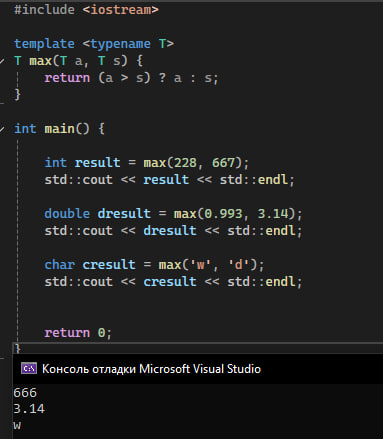 #include <iostream>
template <typename T>
T max(T a, T s) {
return (a > s) ? a : s;
}
int main() {
int result = max(228, 667);
std::cout << result << std::endl;
double dresult = max(0.993, 3.14);
std::cout << dresult << std::endl;
char cresult = max('w', 'd');
std::cout << cresult << std::endl;
return 0;
}
Консоль отладки Microsoft Visual Studio
666
3.14
w